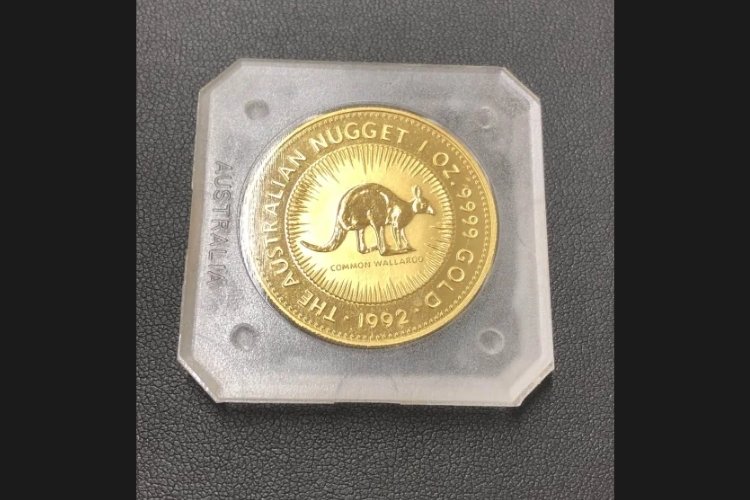 THE AUSTRALIAN NUGGET 1 OZ. 9999 GOLD
COMMON WALLAROO
· 1992 ·
AUSTRALIA